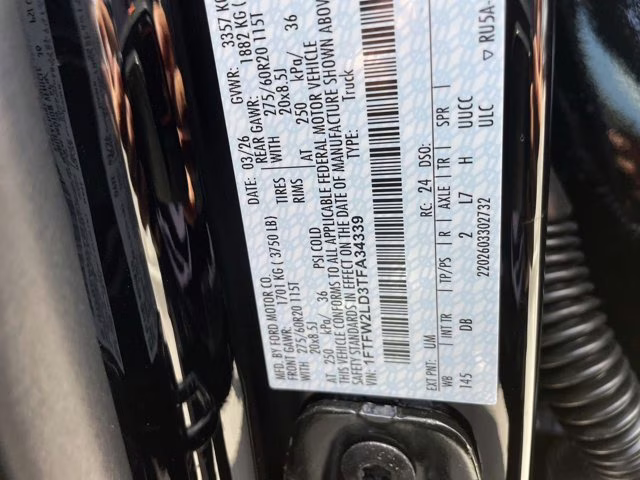 MFD. BY FORD MOTOR CO.
DATE: 03/26 GVWR: 3357 KG
FRONT GAWR: 1701 KG ( 3750 LB) REAR GAWR: 1882 KG (
WITH 275/60R20 115T TIRES WITH 275/60R20 115T
20x8.5J RIMS 20x8.5J
AT 250 kPa/ 36 PSI COLD AT 250 kPa/ 36
THIS VEHICLE CONFORMS TO ALL APPLICABLE FEDERAL MOTOR VEHICLE
SAFETY STANDARDS IN EFFECT ON THE DATE OF MANUFACTURE SHOWN ABOVE
VIN: 1FTFW2LD3TFA34339 TYPE: Truck
EXT PNT: UM RC: 24 DSO:
WB MT TR TP/PS R AXLE TR SPR
145 DB 2 L7 H UUCC
2202003302732 ULC
RU5A-